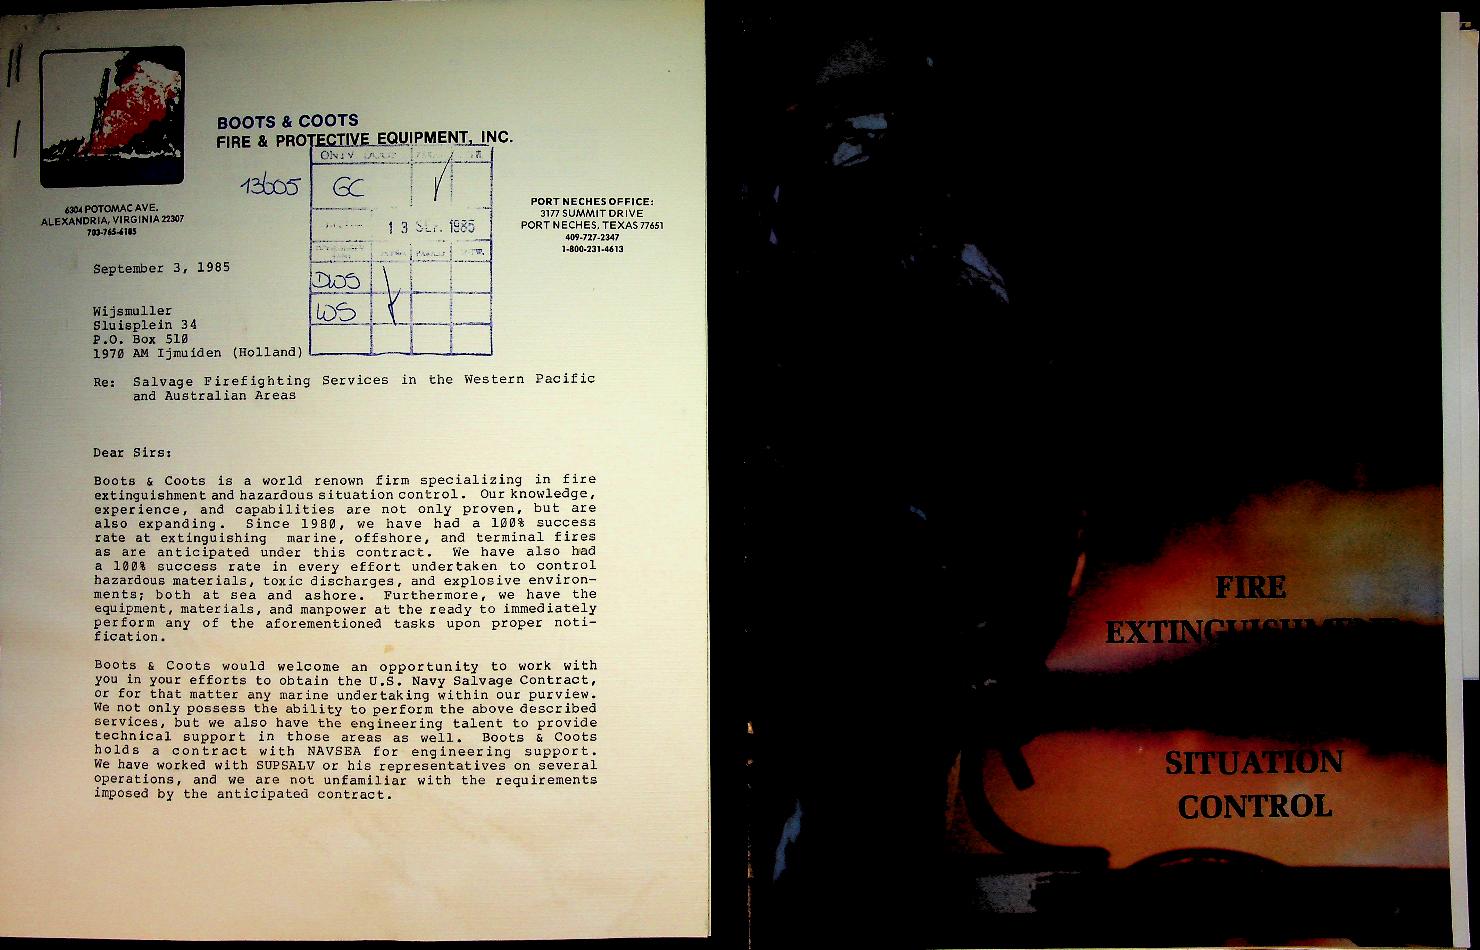 BOOTS & COOTS
FIRE & PROTECTIVE EQUIPMENT, INC.
13605
GC
13 SEP. 1985
DWS
WS
6304 POTOMAC AVE.
ALEXANDRIA, VIRGINIA 22307
703-765-6185
PORT NECHES OFFICE:
3177 SUMMIT DRIVE
PORT NECHES, TEXAS 77651
409-727-2347
1-800-231-4613
September 3, 1985
Wijsmuller
Sluisplein 34
P.O. Box 510
1970 AM Ijmuiden (Holland)
Re: Salvage Firefighting Services in the Western Pacific
and Australian Areas
Dear Sirs:
Boots & Coots is a world renown firm specializing in fire
extinguishment and hazardous situation control. Our knowledge,
experience, and capabilities are not only proven, but are
also expanding. Since 1980, we have had a 100% success
rate at extinguishing marine, offshore, and terminal fires
as are anticipated under this contract. We have also had
a 100% success rate in every effort undertaken to control
hazardous materials, toxic discharges, and explosive environ-
ments; both at sea and ashore. Furthermore, we have the
equipment, materials, and manpower at the ready to immediately
perform any of the aforementioned tasks upon proper noti-
fication.
Boots & Coots would welcome an opportunity to work with
you in your efforts to obtain the U.S. Navy Salvage Contract,
or for that matter any marine undertaking within our purview.
We not only possess the ability to perform the above described
services, but we also have the engineering talent to provide
technical support in those areas as well. Boots & Coots
holds a contract with NAVSEA for engineering support.
We have worked with SUPSALV or his representatives on several
operations, and we are not unfamiliar with the requirements
imposed by the anticipated contract.
FIRE
EXTINGUISHMENT
SITUATION
CONTROL